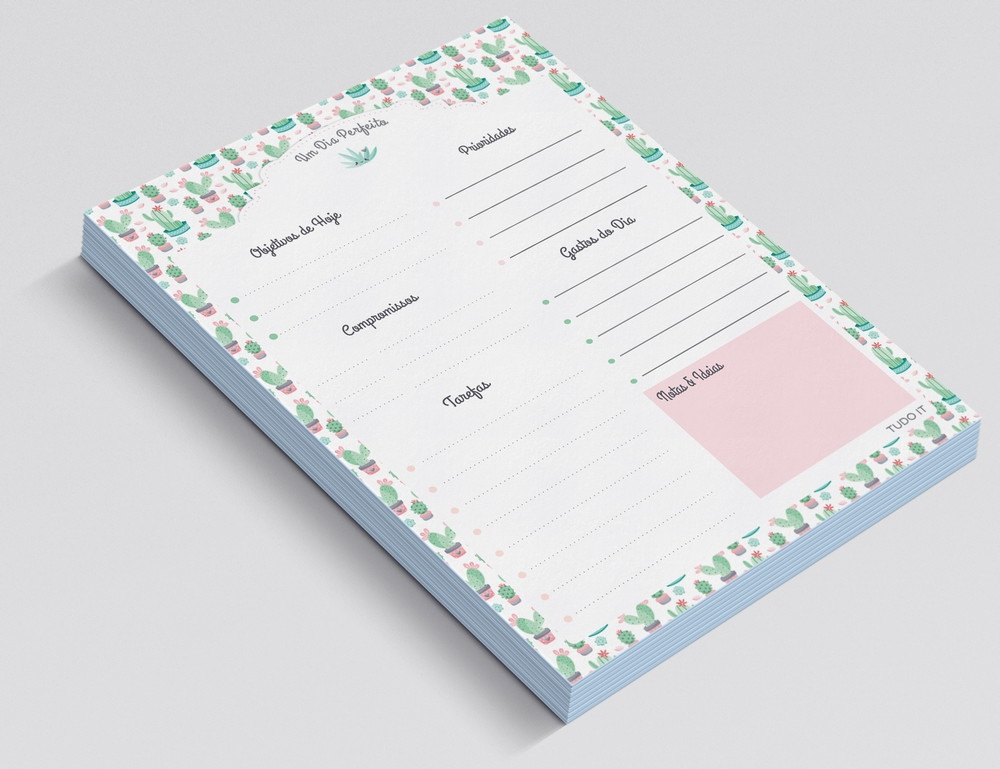 Um Dia Perfeito
Objetivos de Hoje
Compromissos
Tarefas
Prioridades
Gastos do Dia
Notas & Ideias
TUDO IT